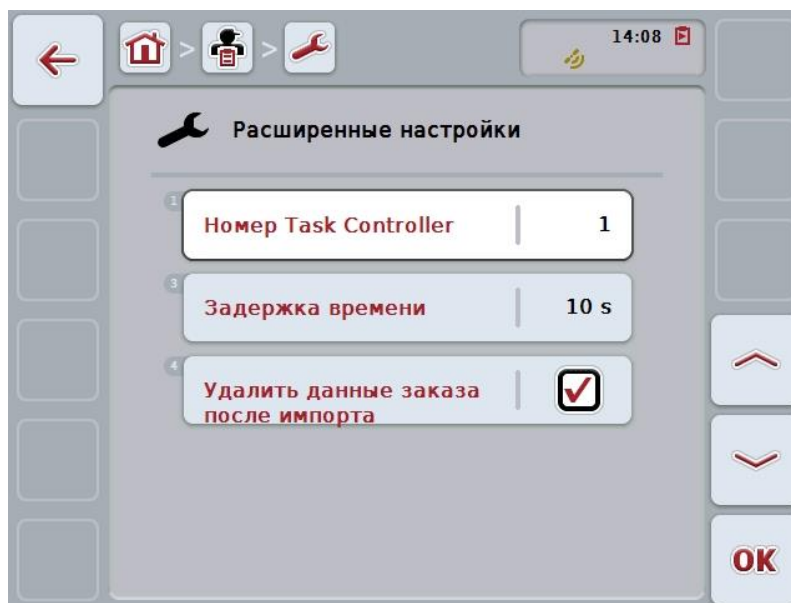 14:08
Расширенные настройки
1
Номер Task Controller 1
3
Задержка времени 10 s
4
Удалить данные заказа
после импорта
OK